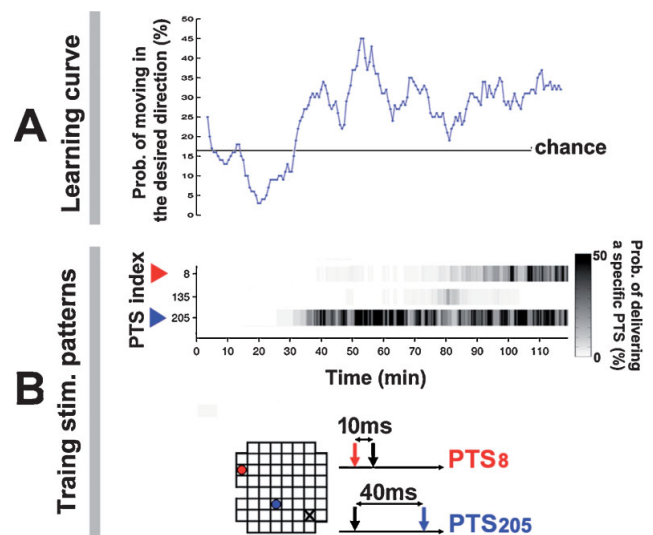 A
Learning curve
Prob. of moving in
the desired direction (%)
50
45
40
35
30
25
20
15
10
5
0
chance
B
Traing stim. patterns
PTS index
8
135
205
0 10 20 30 40 50 60 70 80 90 100 110
Time (min)
50
0
Prob. of delivering
a specific PTS (%)
10ms
PTS8
40ms
PTS205
X